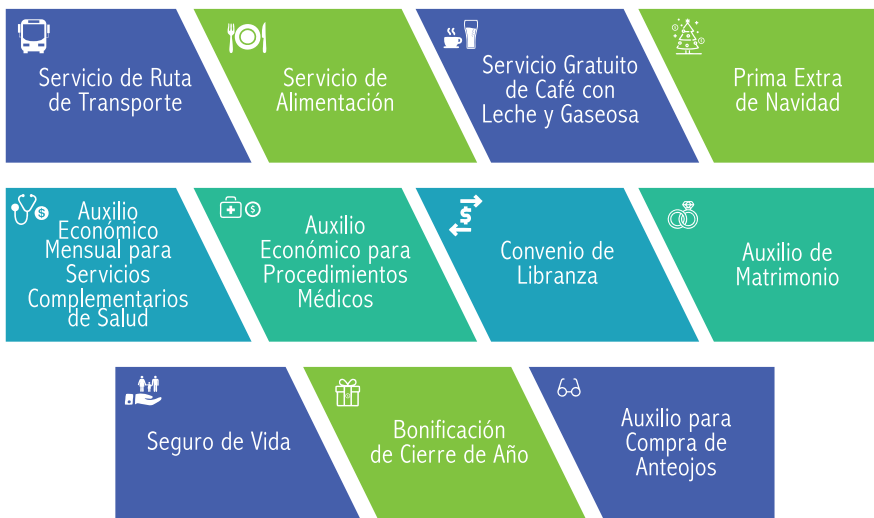 Servicio de Ruta
de Transporte
Servicio de
Alimentación
Servicio Gratuito
de Café con
Leche y Gaseosa
Prima Extra
de Navidad
Auxilio
Económico
Mensual para
Servicios
Complementarios
de Salud
Auxilio
Económico para
Procedimientos
Médicos
Convenio de
Libranza
Auxilio de
Matrimonio
Seguro de Vida
Bonificación
de Cierre de Año
Auxilio para
Compra de
Anteojos